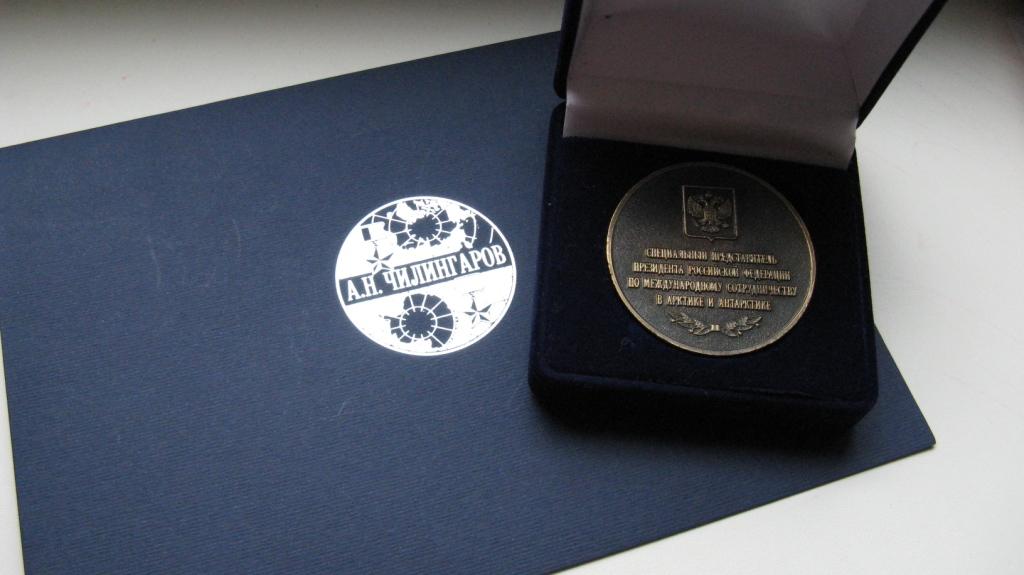 А.Н. ЧИЛИНГАРОВ
СПЕЦИАЛЬНЫЙ ПРЕДСТАВИТЕЛЬ
ПРЕЗИДЕНТА РОССИЙСКОЙ ФЕДЕРАЦИИ
ПО МЕЖДУНАРОДНОМУ СОТРУДНИЧЕСТВУ
В АРКТИКЕ И АНТАРКТИКЕ